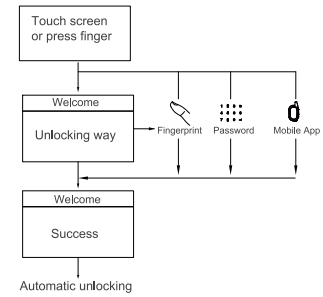 Touch screen
or press finger
Welcome
Unlocking way
Fingerprint
Password
Mobile App
Welcome
Success
Automatic unlocking